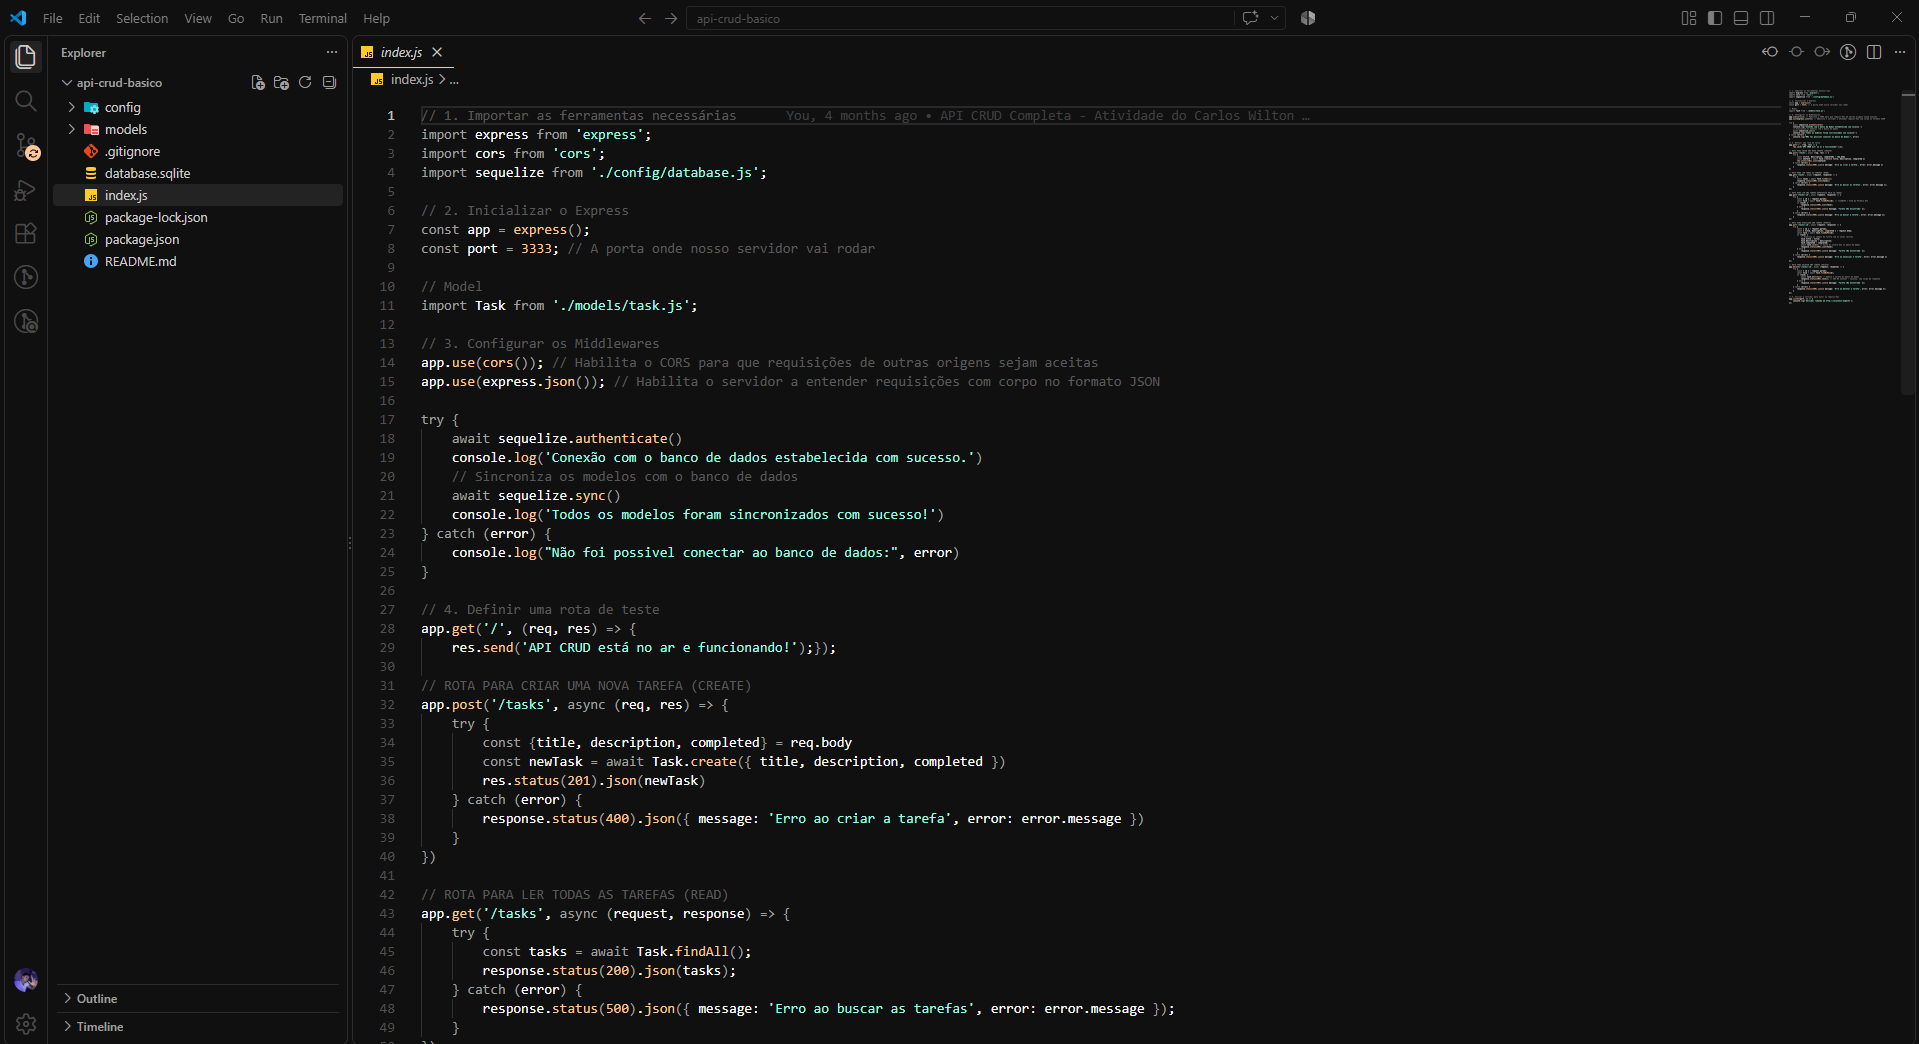 File Edit Selection View Go Run Terminal Help
api-crud-basico
Explorer
api-crud-basico
config
models
.gitignore
database.sqlite
index.js
package-lock.json
package.json
README.md
Outline
Timeline
index.js
index.js > ...
1 // 1. Importar as ferramentas necessárias You, 4 months ago • API CRUD Completa - Atividade do Carlos Wilton …
2 import express from 'express';
3 import cors from 'cors';
4 import sequelize from './config/database.js';
5
6 // 2. Inicializar o Express
7 const app = express();
8 const port = 3333; // A porta onde nosso servidor vai rodar
9
10 // Model
11 import Task from './models/task.js';
12
13 // 3. Configurar os Middlewares
14 app.use(cors()); // Habilita o CORS para que requisições de outras origens sejam aceitas
15 app.use(express.json()); // Habilita o servidor a entender requisições com corpo no formato JSON
16
17 try {
18 await sequelize.authenticate()
19 console.log('Conexão com o banco de dados estabelecida com sucesso.')
20 // Sincroniza os modelos com o banco de dados
21 await sequelize.sync()
22 console.log('Todos os modelos foram sincronizados com sucesso!')
23 } catch (error) {
24 console.log("Não foi possivel conectar ao banco de dados:", error)
25 }
26
27 // 4. Definir uma rota de teste
28 app.get('/', (req, res) => {
29 res.send('API CRUD está no ar e funcionando!');});
30
31 // ROTA PARA CRIAR UMA NOVA TAREFA (CREATE)
32 app.post('/tasks', async (req, res) => {
33 try {
34 const {title, description, completed} = req.body
35 const newTask = await Task.create({ title, description, completed })
36 res.status(201).json(newTask)
37 } catch (error) {
38 response.status(400).json({ message: 'Erro ao criar a tarefa', error: error.message })
39 }
40 })
41
42 // ROTA PARA LER TODAS AS TAREFAS (READ)
43 app.get('/tasks', async (request, response) => {
44 try {
45 const tasks = await Task.findAll();
46 response.status(200).json(tasks);
47 } catch (error) {
48 response.status(500).json({ message: 'Erro ao buscar as tarefas', error: error.message });
49 }